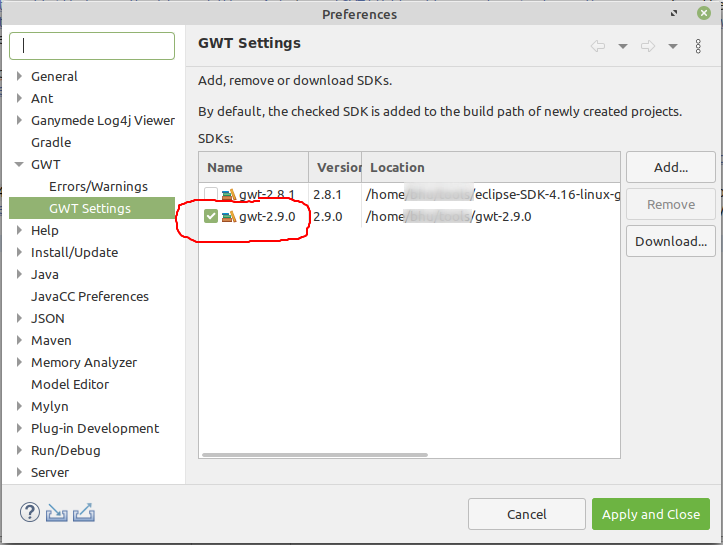 Preferences
GWT Settings
General
Ant
Ganymede Log4j Viewer
Gradle
GWT
Errors/Warnings
GWT Settings
Help
Install/Update
Java
JavaCC Preferences
JSON
Maven
Memory Analyzer
Model Editor
Mylyn
Plug-in Development
Run/Debug
Server
Add, remove or download SDKs.
By default, the checked SDK is added to the build path of newly created projects.
SDKs:
Name Version Location
gwt-2.8.1 2.8.1 /home/ /eclipse-SDK-4.16-linux-g
gwt-2.9.0 2.9.0 /home/ /gwt-2.9.0
Add...
Remove
Download...
Cancel
Apply and Close